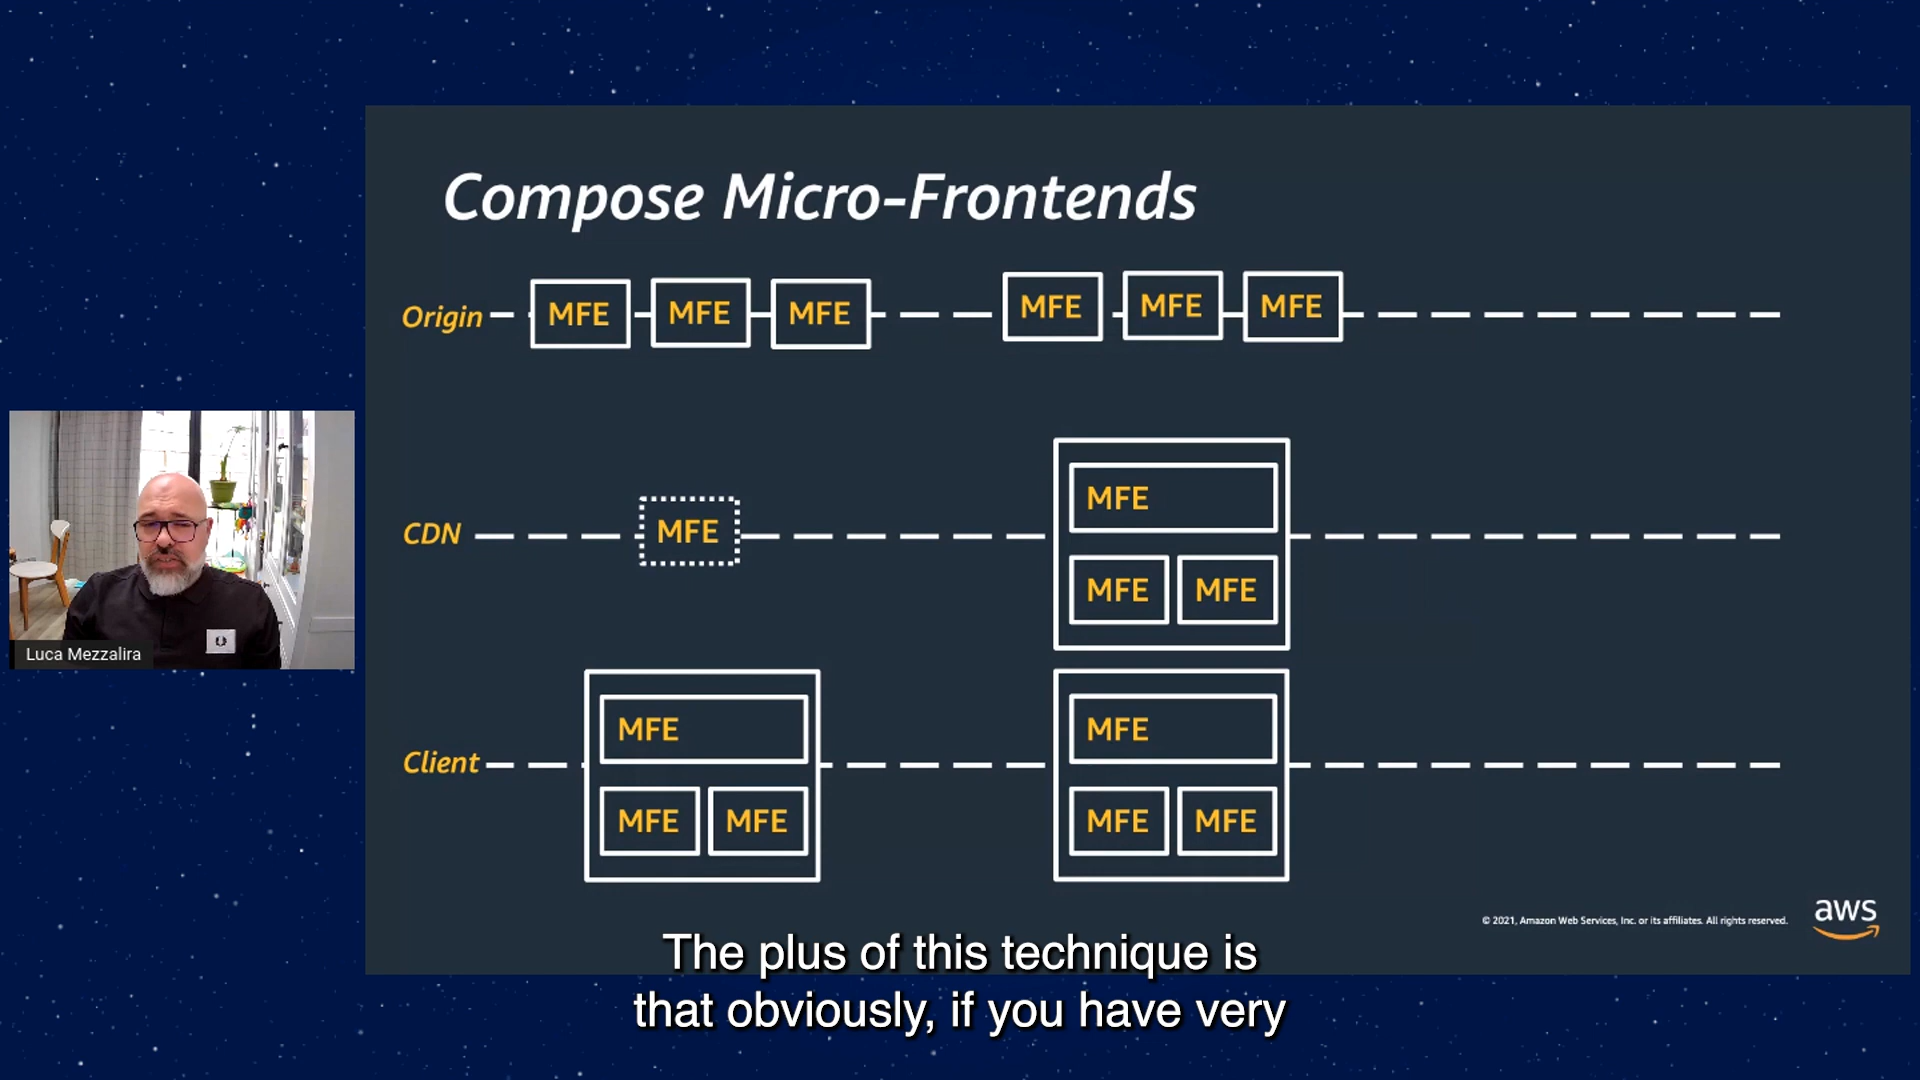 Compose Micro-Frontends
Origin MFE MFE MFE MFE MFE MFE
MFE
CDN MFE
MFE MFE
MFE MFE
Client
MFE MFE MFE MFE
Luca Mezzalira
© 2021, Amazon Web Services, Inc. or its affiliates. All rights reserved.
aws
The plus of this technique is
that obviously, if you have very